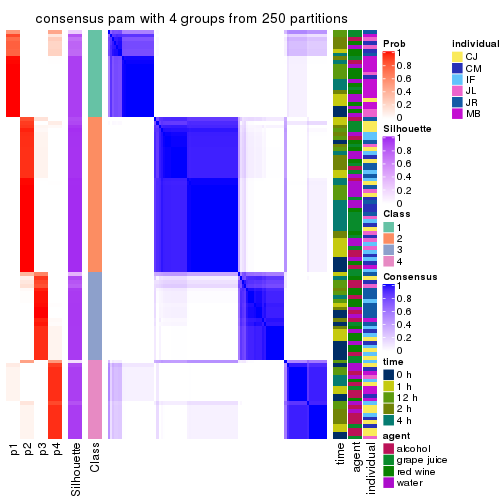 consensus pam with 4 groups from 250 partitions
p1
p2
p3
p4
Silhouette
Class
time
agent
individual
Prob
1
0.8
0.6
0.4
0.2
0
Silhouette
1
0.8
0.6
0.4
0.2
0
Class
1
2
3
4
Consensus
1
0.8
0.6
0.4
0.2
0
time
0 h
1 h
12 h
2 h
4 h
agent
alcohol
grape juice
red wine
water
Individual
CJ
CM
IF
JL
JR
MB